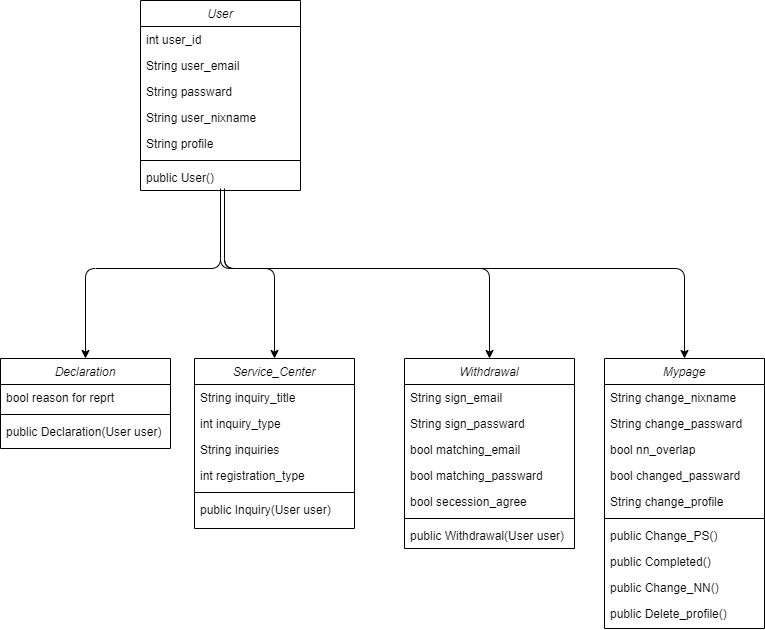 User
int user_id
String user_email
String passward
String user_nixname
String profile
public User()
Declaration
bool reason for reprt
public Declaration(User user)
Service_Center
String inquiry_title
int inquiry_type
String inquiries
int registration_type
public Inquiry(User user)
Withdrawal
String sign_email
String sign_passward
bool matching_email
bool matching_passward
bool secession_agree
public Withdrawal(User user)
Mypage
String change_nixname
String change_passward
bool nn_overlap
bool changed_passward
String change_profile
public Change_PS()
public Completed()
public Change_NN()
public Delete_profile()